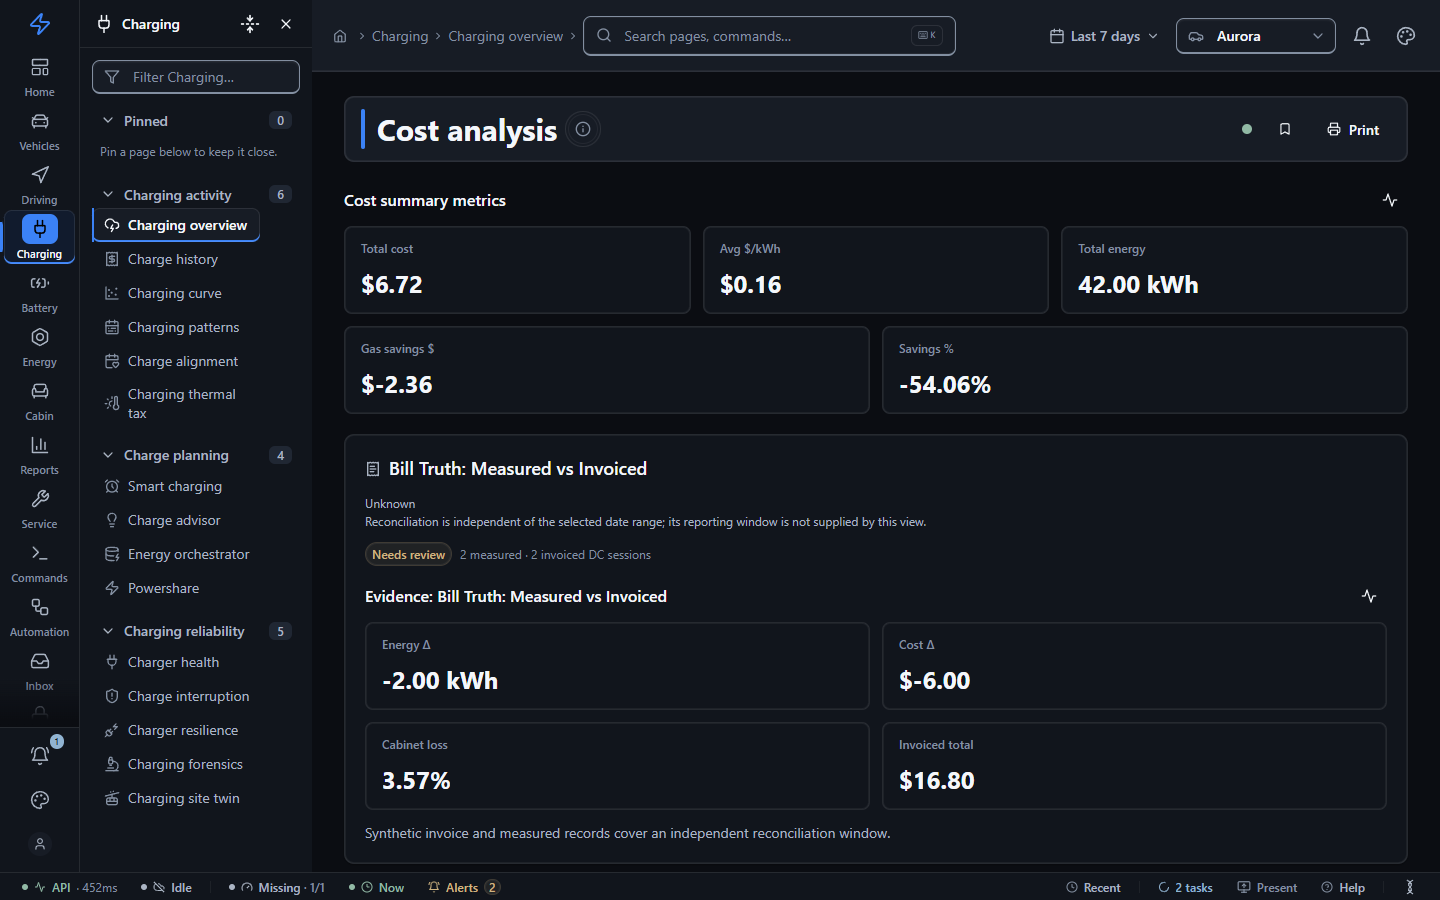 Home
Vehicles
Driving
Charging
Battery
Energy
Cabin
Reports
Service
Commands
Automation
Inbox
1
Charging
Filter Charging...
Pinned 0
Pin a page below to keep it close.
Charging activity 6
Charging overview
Charge history
Charging curve
Charging patterns
Charge alignment
Charging thermal
tax
Charge planning 4
Smart charging
Charge advisor
Energy orchestrator
Powershare
Charging reliability 5
Charger health
Charge interruption
Charger resilience
Charging forensics
Charging site twin
Charging
Charging overview
Search pages, commands...
K
Last 7 days
Aurora
Cost analysis
Print
Cost summary metrics
Total cost
$6.72
Avg $/kWh
$0.16
Total energy
42.00 kWh
Gas savings $
$-2.36
Savings %
-54.06%
Bill Truth: Measured vs Invoiced
Unknown
Reconciliation is independent of the selected date range; its reporting window is not supplied by this view.
Needs review 2 measured · 2 invoiced DC sessions
Evidence: Bill Truth: Measured vs Invoiced
Energy Δ
-2.00 kWh
Cost Δ
$-6.00
Cabinet loss
3.57%
Invoiced total
$16.80
Synthetic invoice and measured records cover an independent reconciliation window.
API · 452ms
Idle
Missing · 1/1
Now
Alerts 2
Recent
2 tasks
Present
Help